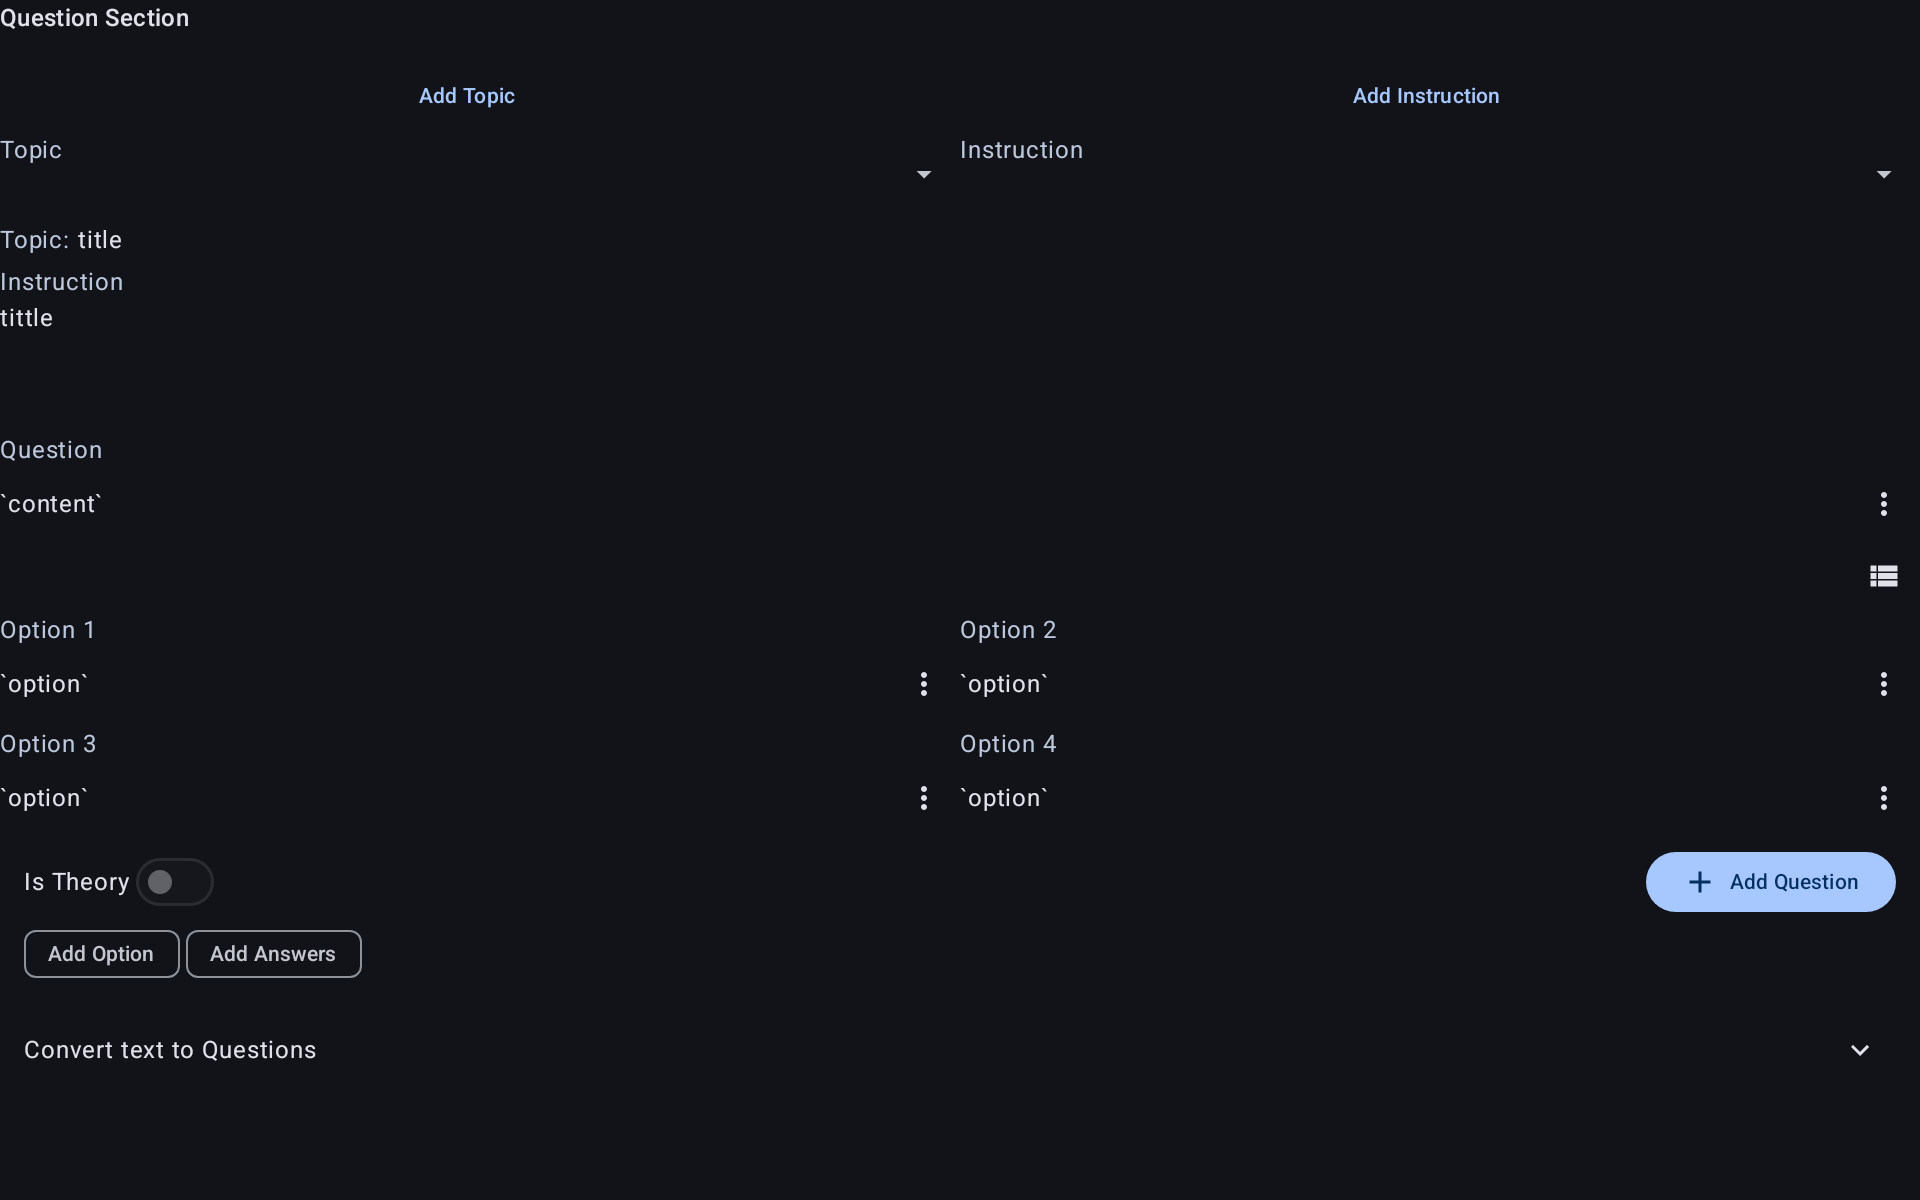 Question Section
Add Topic Add Instruction
Topic Instruction
Topic: title
Instruction
tittle
Question
`content`
Option 1 Option 2
`option` `option`
Option 3 Option 4
`option` `option`
Is Theory Add Question
Add Option Add Answers
Convert text to Questions